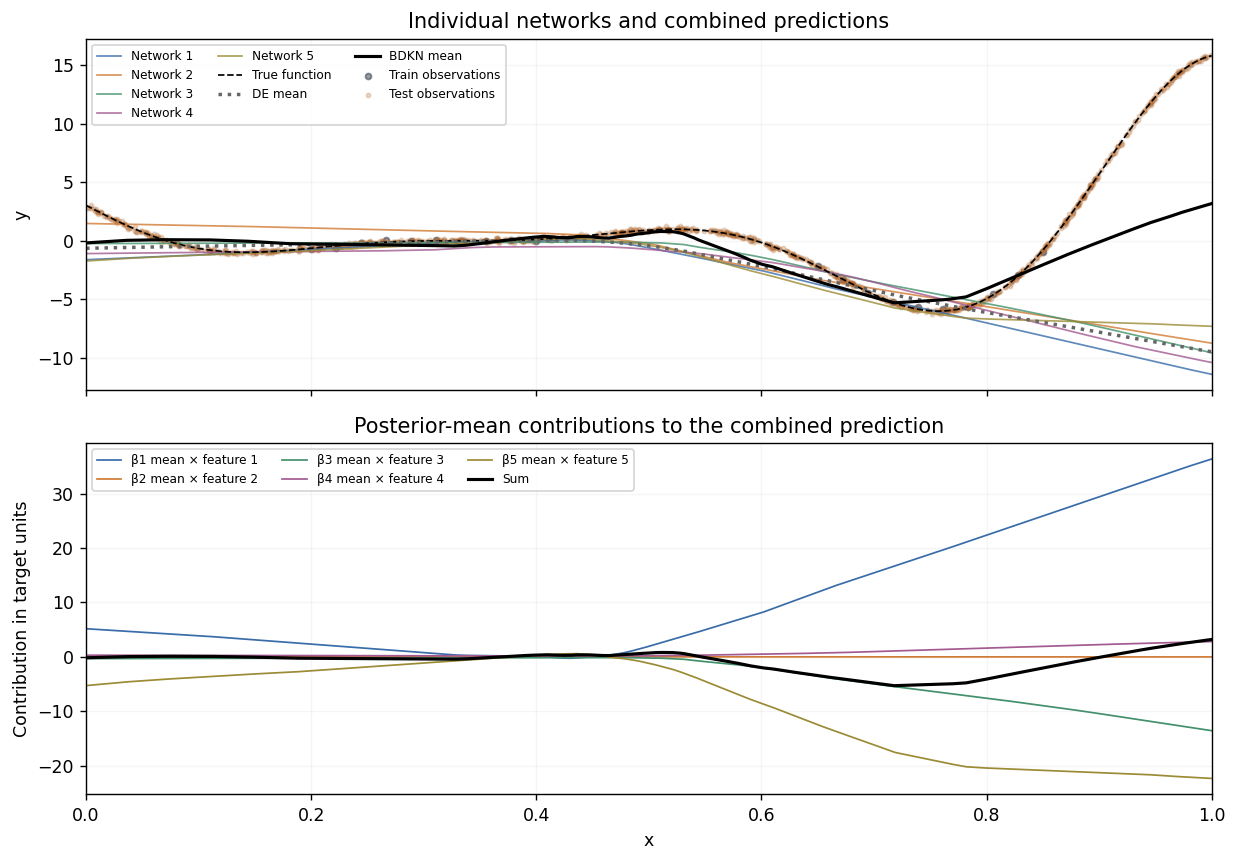 Individual networks and combined predictions
Network 1
Network 2
Network 3
Network 4
Network 5
True function
DE mean
BDKN mean
Train observations
Test observations
15
10
5
0
−5
−10
y
Posterior-mean contributions to the combined prediction
β1 mean × feature 1
β2 mean × feature 2
β3 mean × feature 3
β4 mean × feature 4
β5 mean × feature 5
Sum
30
20
10
0
−10
−20
Contribution in target units
0.0
0.2
0.4
0.6
0.8
1.0
x